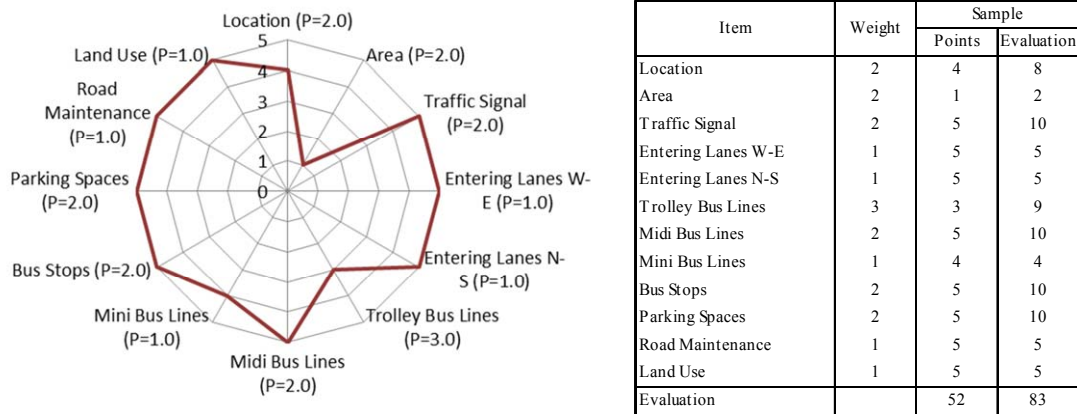 Location (P=2.0)
5
Land Use (P=1.0)
Area (P=2.0)
4
Road
Maintenance
(P=1.0)
Traffic Signal
(P=2.0)
3
2
1
Parking Spaces
(P=2.0)
0
Entering Lanes W-
E (P=1.0)
Bus Stops (P=2.0)
Entering Lanes N-
S (P=1.0)
Mini Bus Lines
(P=1.0)
Trolley Bus Lines
(P=3.0)
Midi Bus Lines
(P=2.0)
Item Weight Sample
Points Evaluation
Location 2 4 8
Area 2 1 2
Traffic Signal 2 5 10
Entering Lanes W-E 1 5 5
Entering Lanes N-S 1 5 5
Trolley Bus Lines 3 3 9
Midi Bus Lines 2 5 10
Mini Bus Lines 1 4 4
Bus Stops 2 5 10
Parking Spaces 2 5 10
Road Maintenance 1 5 5
Land Use 1 5 5
Evaluation 52 83